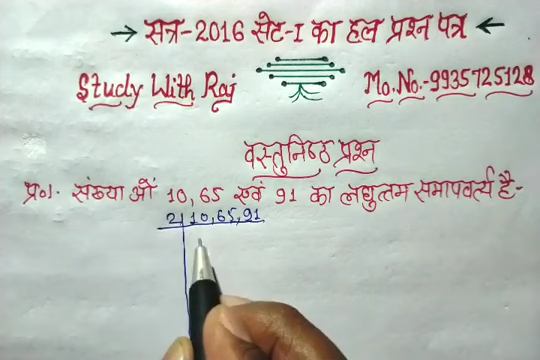 → सत्र-2016 सेट-I का हल प्रश्न पत्र ←
Study With Raj Mo.No.-9935725128
वस्तुनिष्ठ प्रश्न
प्र०1. संख्याओं 10, 65 एवं 91 का लघुतम समापवर्त्य है-
2 | 10, 65, 91